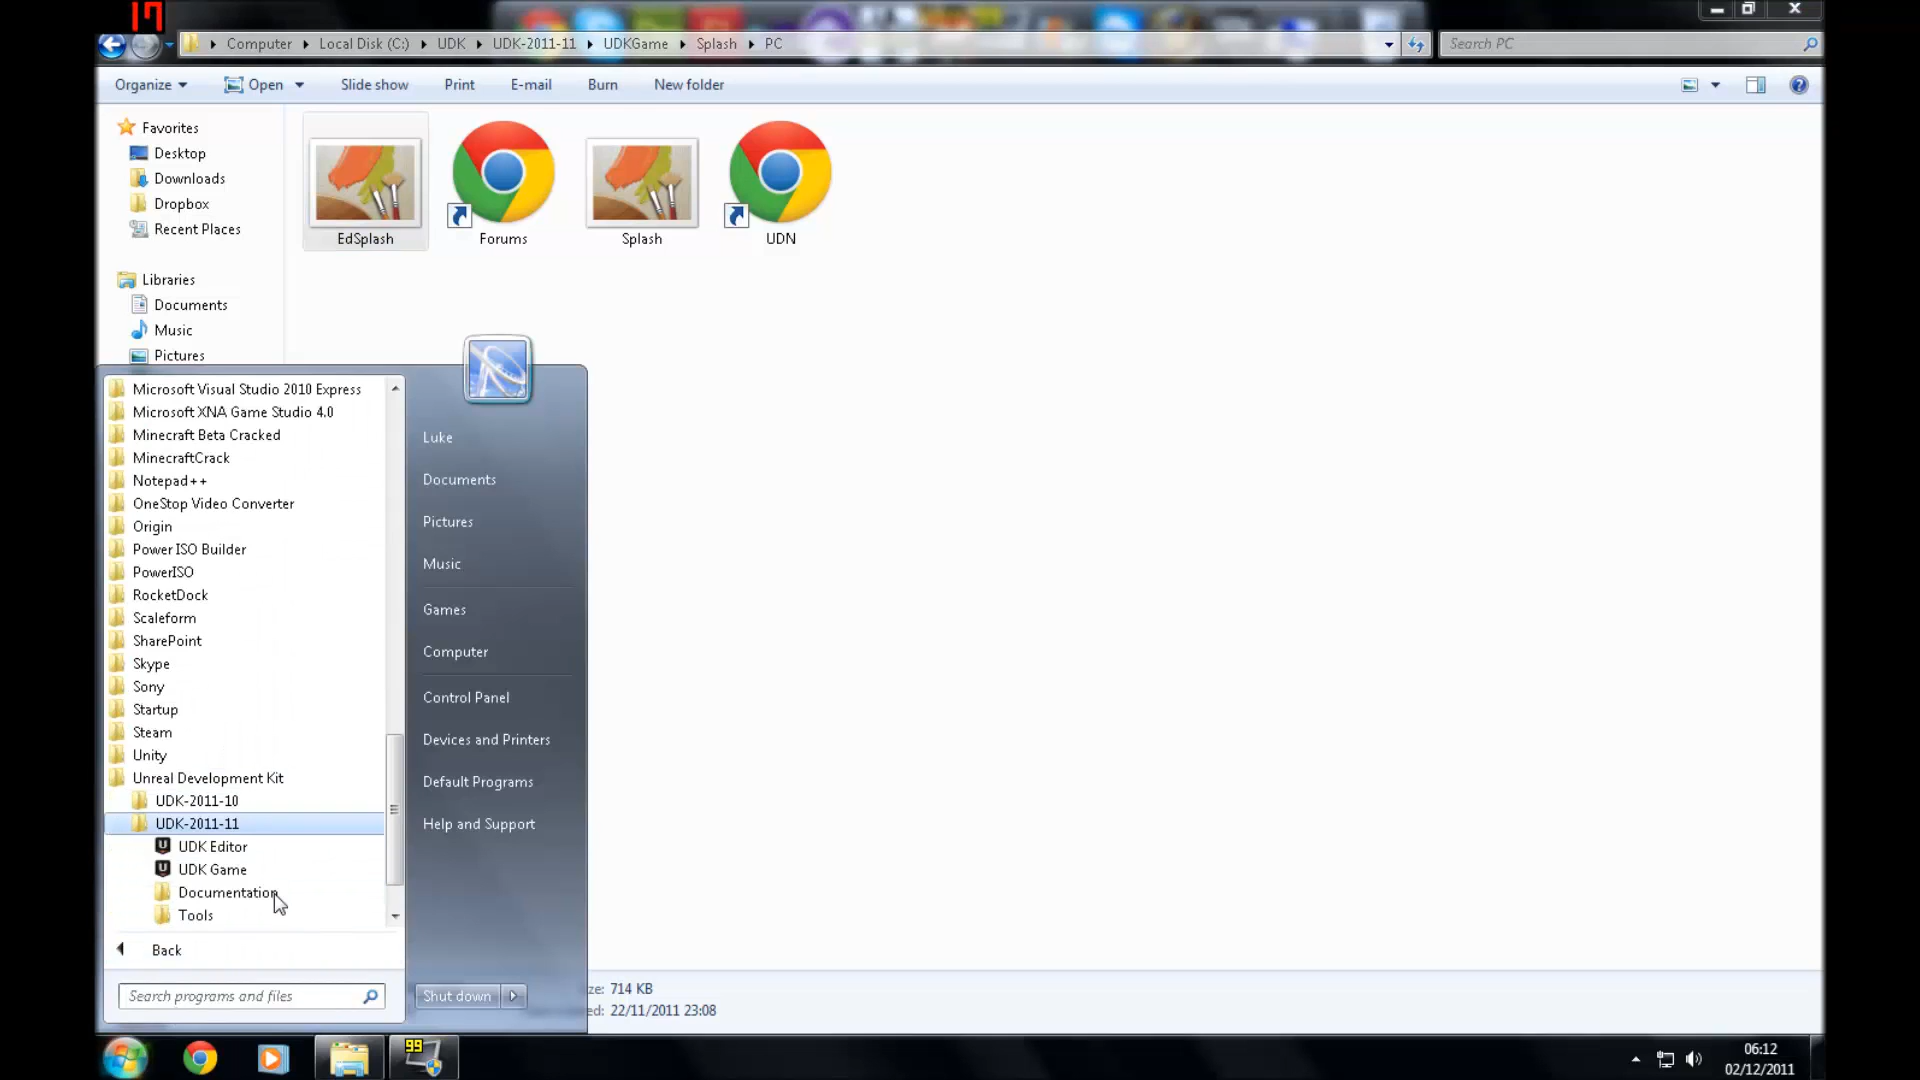 17
Computer Local Disk (C:) UDK UDK-2011-11 UDKGame Splash PC
Search PC
Organize Open Slide show Print E-mail Burn New folder
Favorites
Desktop
Downloads
Dropbox
Recent Places
Libraries
Documents
Music
Pictures
EdSplash
Forums
Splash
UDN
Microsoft Visual Studio 2010 Express
Microsoft XNA Game Studio 4.0
Minecraft Beta Cracked
MinecraftCrack
Notepad++
OneStop Video Converter
Origin
Power ISO Builder
PowerISO
RocketDock
Scaleform
SharePoint
Skype
Sony
Startup
Steam
Unity
Unreal Development Kit
UDK-2011-10
UDK-2011-11
UDK Editor
UDK Game
Documentation
Tools
Back
Search programs and files
Luke
Documents
Pictures
Music
Games
Computer
Control Panel
Devices and Printers
Default Programs
Help and Support
Shut down
714 KB
22/11/2011 23:08
99
06:12
02/12/2011